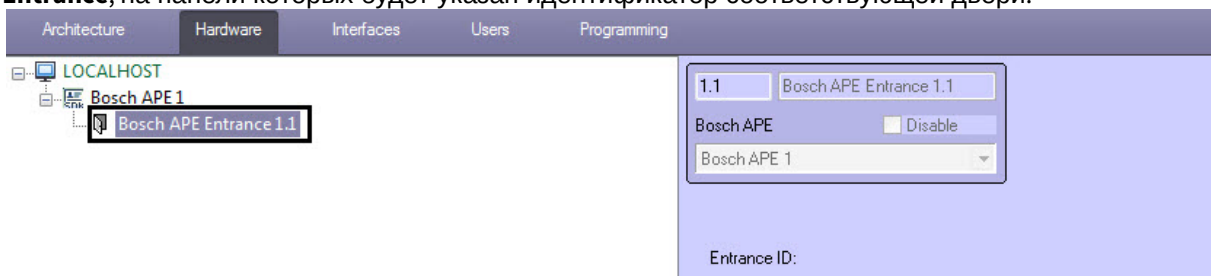 Entrance, на панели которых будет указан идентификатор соответствующей двери.
Architecture Hardware Interfaces Users Programming
LOCALHOST
Bosch APE 1
Bosch APE Entrance 1.1
1.1 Bosch APE Entrance 1.1
Bosch APE Disable
Bosch APE 1
Entrance ID: